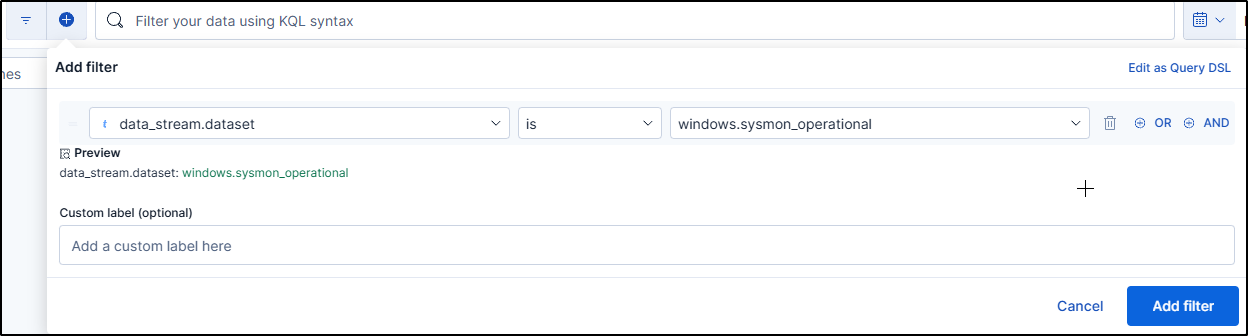 Filter your data using KQL syntax
Add filter
Edit as Query DSL
nes
t data_stream.dataset is windows.sysmon_operational OR AND
Preview
data_stream.dataset: windows.sysmon_operational
Custom label (optional)
Add a custom label here
Cancel Add filter